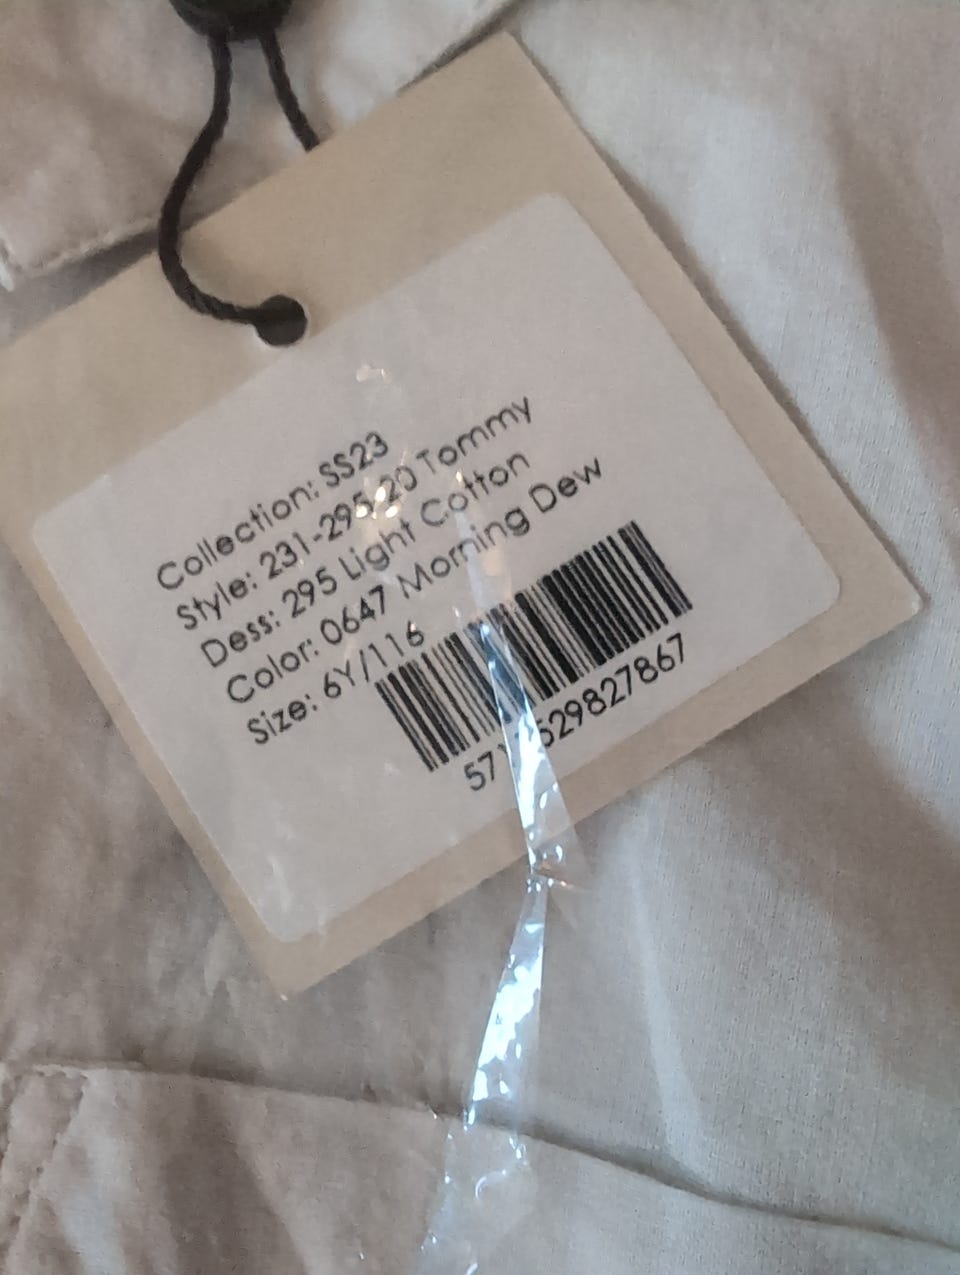 Collection: SS23
Style: 231-295-20 Tommy
Dess: 295 Light Cotton
Color: 0647 Morning Dew
Size: 6Y/116